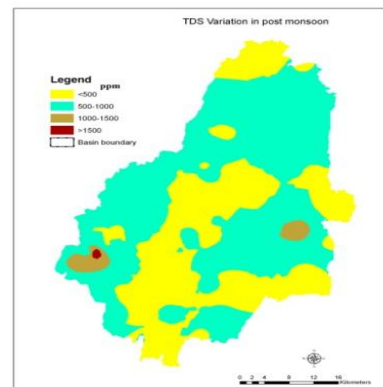 TDS Variation in post monsoon
Legend
ppm
<500
500-1000
1000-1500
>1500
Basin boundary
0 2 4 8 12 16
Kilometers